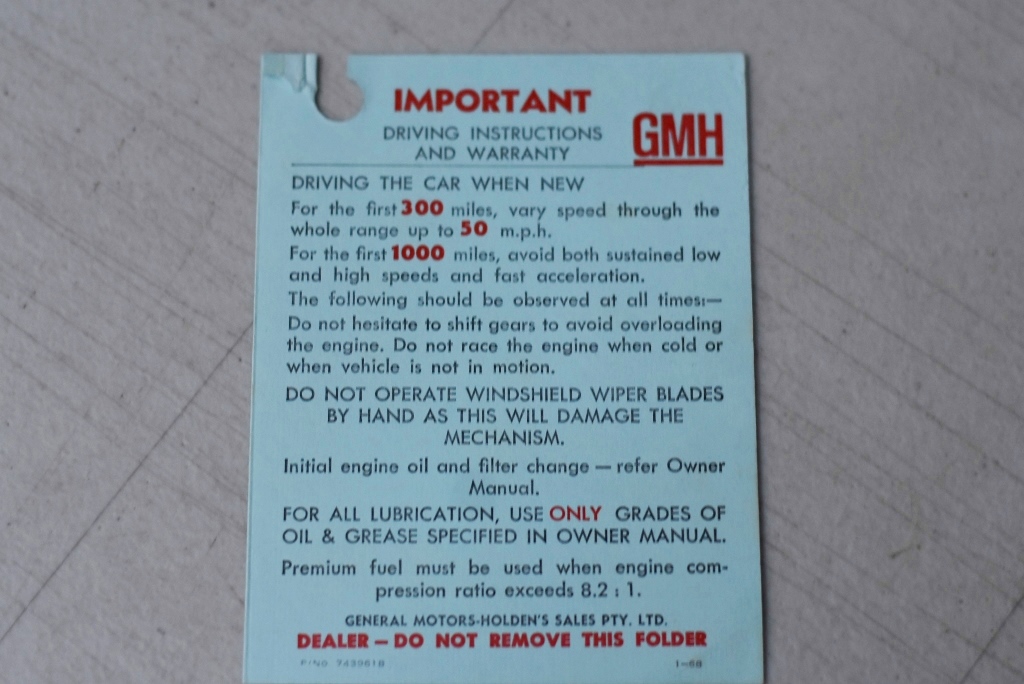 IMPORTANT
DRIVING INSTRUCTIONS
AND WARRANTY
GMH
DRIVING THE CAR WHEN NEW
For the first 300 miles, vary speed through the
whole range up to 50 m.p.h.
For the first 1000 miles, avoid both sustained low
and high speeds and fast acceleration.
The following should be observed at all times:—
Do not hesitate to shift gears to avoid overloading
the engine. Do not race the engine when cold or
when vehicle is not in motion.
DO NOT OPERATE WINDSHIELD WIPER BLADES
BY HAND AS THIS WILL DAMAGE THE
MECHANISM.
Initial engine oil and filter change — refer Owner
Manual.
FOR ALL LUBRICATION, USE ONLY GRADES OF
OIL & GREASE SPECIFIED IN OWNER MANUAL.
Premium fuel must be used when engine com-
pression ratio exceeds 8.2 : 1.
GENERAL MOTORS-HOLDEN'S SALES PTY. LTD.
DEALER — DO NOT REMOVE THIS FOLDER
P/NO 1-68